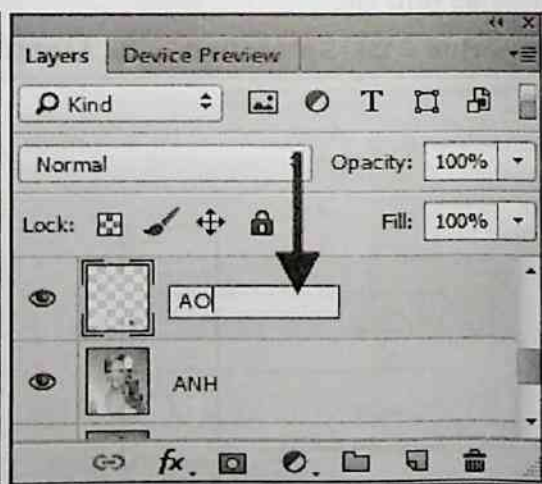 Layers Device Preview
Kind T
Normal Opacity: 100%
Lock: Fill: 100%
AO
ANH
fx.